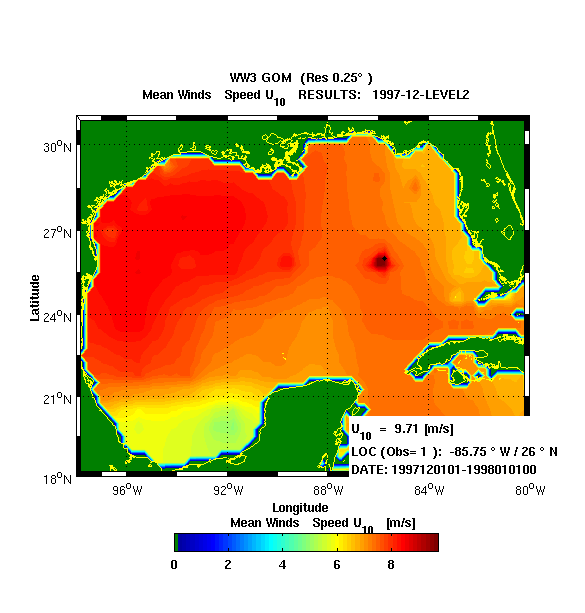 WW3 GOM (Res 0.25° )
Mean Winds Speed U10 RESULTS: 1997-12-LEVEL2
30°N
27°N
24°N
21°N
18°N
Latitude
U10 = 9.71 [m/s]
LOC (Obs= 1 ): -85.75 ° W / 26 ° N
DATE: 1997120101-1998010100
96°W 92°W 88°W 84°W 80°W
Longitude
Mean Winds Speed U10 [m/s]
0 2 4 6 8